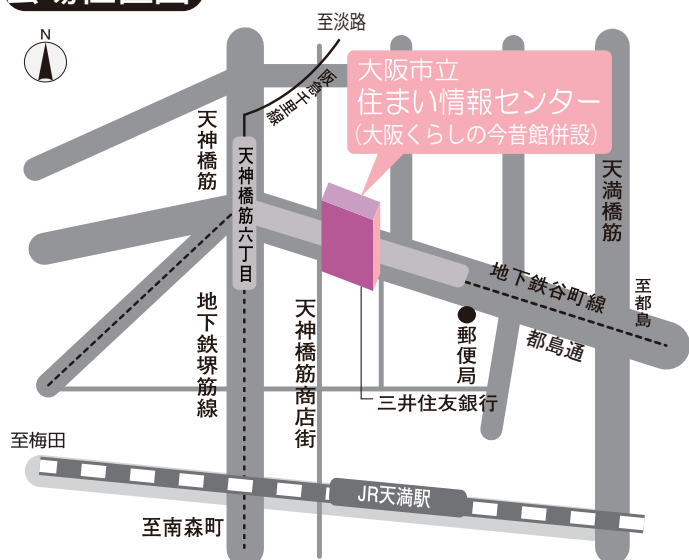 N
至淡路
阪急千里線
大阪市立
住まい情報センター
(大阪くらしの今昔館併設)
天神橋筋
天神橋筋六丁目
天満橋筋
地下鉄谷町線
至都島
都島通
郵便局
地下鉄堺筋線
天神橋筋商店街
三井住友銀行
至梅田
JR天満駅
至南森町